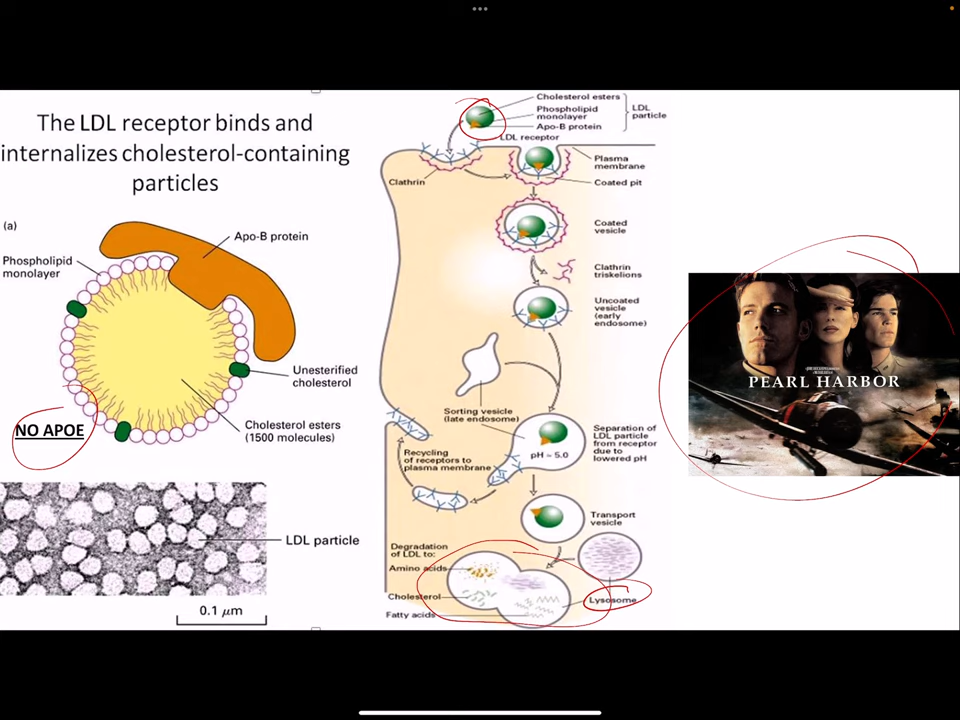 The LDL receptor binds and
internalizes cholesterol-containing
particles
(a)
Apo-B protein
Phospholipid
monolayer
Unesterified
cholesterol
Cholesterol esters
(1500 molecules)
NO APOE
LDL particle
0.1 μm
Cholesterol esters
Phospholipid
monolayer
Apo-B protein
LDL
particle
LDL receptor
Plasma
membrane
Clathrin
Coated pit
Coated
vesicle
Clathrin
triskelions
Uncoated
vesicle (early
endosome)
Sorting vesicle
(late endosome)
Separation of
LDL particle
from receptor
due to
lowered pH
pH = 5.0
Recycling
of receptors to
plasma membrane
Transport
vesicle
Degradation
of LDL to:
Amino acids
Cholesterol
Fatty acids
Lysosome
PEARL HARBOR